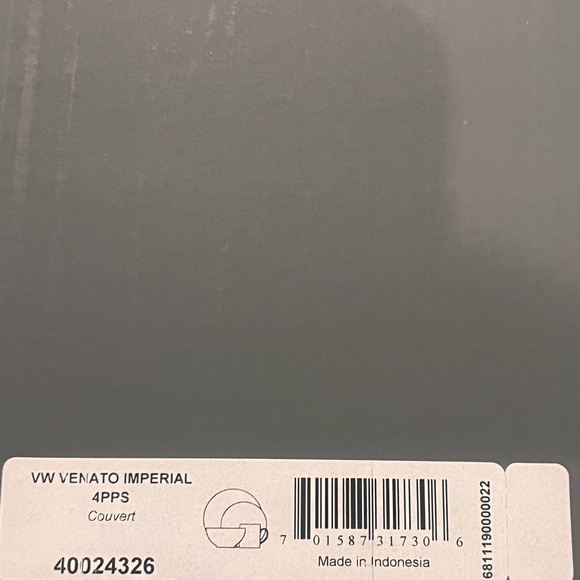 VW VENATO IMPERIAL
4PPS
Couvert
40024326
7 01587 31730 6
Made in Indonesia
6811190000022